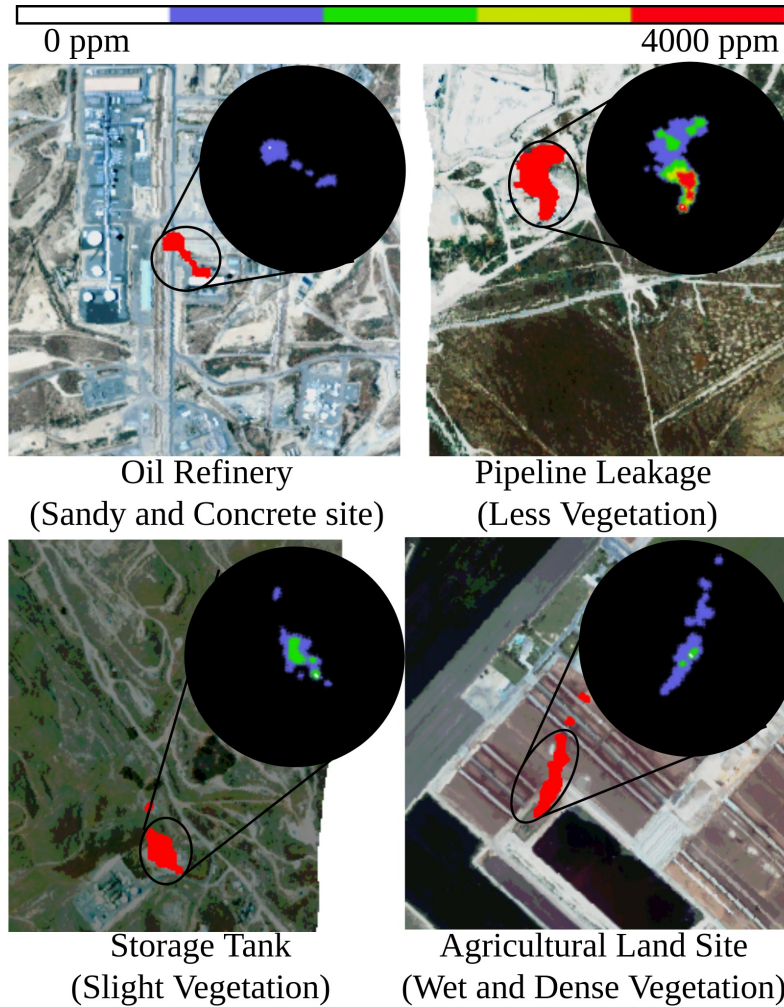 0 ppm
4000 ppm
Oil Refinery
(Sandy and Concrete site)
Pipeline Leakage
(Less Vegetation)
Storage Tank
(Slight Vegetation)
Agricultural Land Site
(Wet and Dense Vegetation)